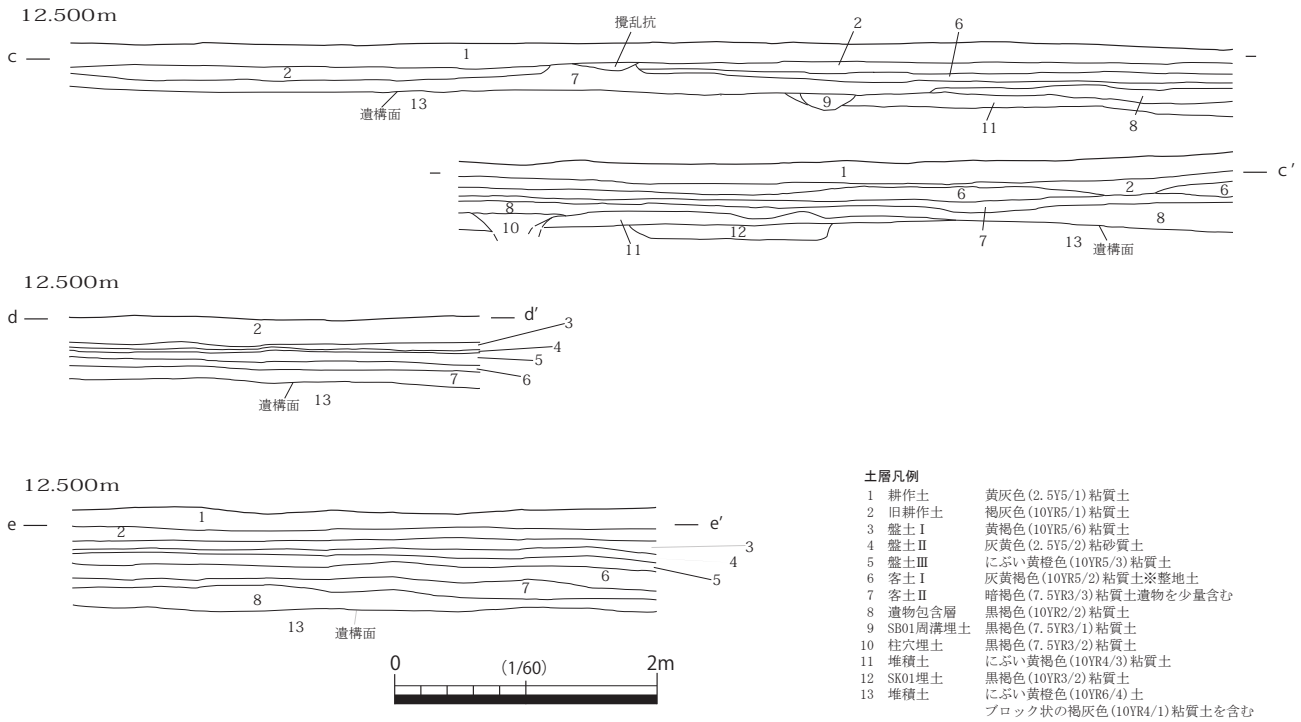 12.500m
攪乱抗
2
6
c
1
2
7
13
遺構面
9
11
8
1
c′
6
2
6
8
10
11
12
7
13
遺構面
8
12.500m
d
d′
2
3
4
5
6
7
遺構面
13
12.500m
e
e′
1
2
3
4
5
6
7
8
13
遺構面
0
(1/60)
2m
土層凡例
1 耕作土 黄灰色(2.5Y5/1)粘質土
2 旧耕作土 褐灰色(10YR5/1)粘質土
3 盤土Ⅰ 黄褐色(10YR5/6)粘質土
4 盤土Ⅱ 灰黄色(2.5Y5/2)粘砂質土
5 盤土Ⅲ にぶい黄橙色(10YR5/3)粘質土
6 客土Ⅰ 灰黄褐色(10YR5/2)粘質土※整地土
7 客土Ⅱ 暗褐色(7.5YR3/3)粘質土遺物を少量含む
8 遺物包含層 黒褐色(10YR2/2)粘質土
9 SB01周溝埋土 黒褐色(7.5YR3/1)粘質土
10 柱穴埋土 黒褐色(7.5YR3/2)粘質土
11 堆積土 にぶい黄褐色(10YR4/3)粘質土
12 SK01埋土 黒褐色(10YR3/2)粘質土
13 堆積土 にぶい黄橙色(10YR6/4)土
ブロック状の褐灰色(10YR4/1)粘質土を含む